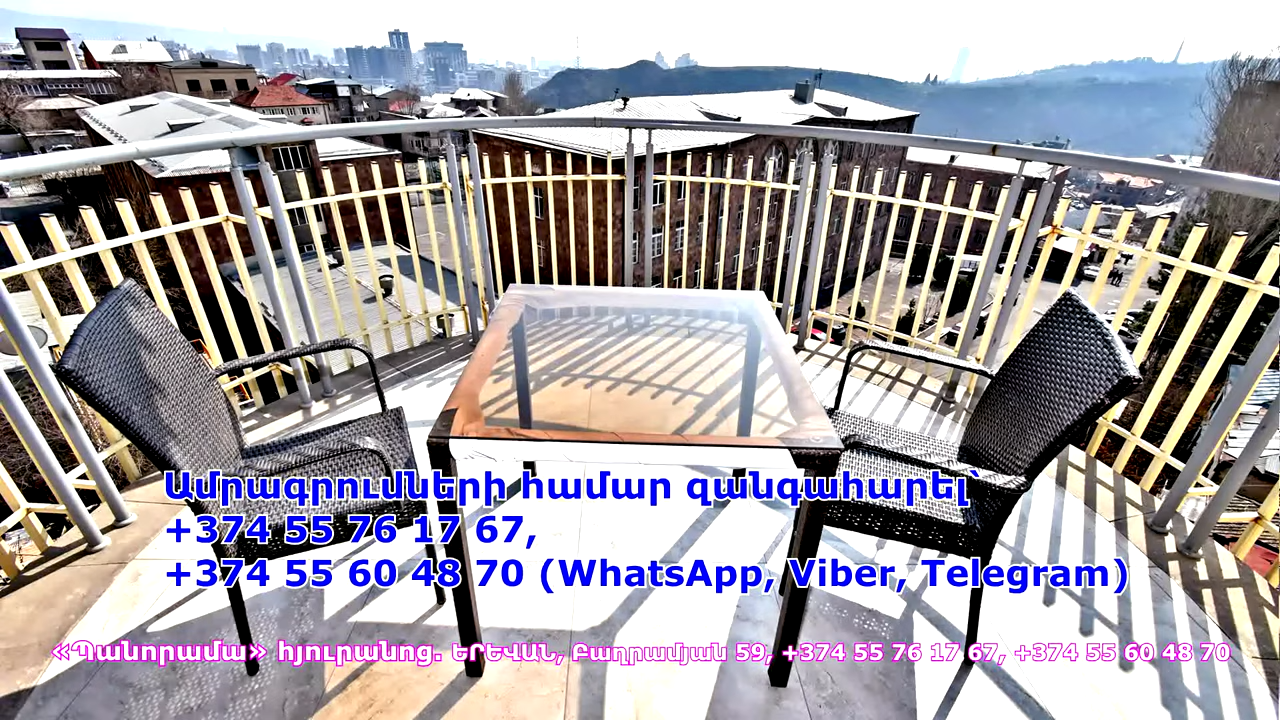 Ամրագրումների համար զանգահարել՝
+374 55 76 17 67,
+374 55 60 48 70 (WhatsApp, Viber, Telegram)
«Պանորամա» հյուրանոց. ԵՐԵՎԱՆ, Բաղրամյան 59, +374 55 76 17 67, +374 55 60 48 70